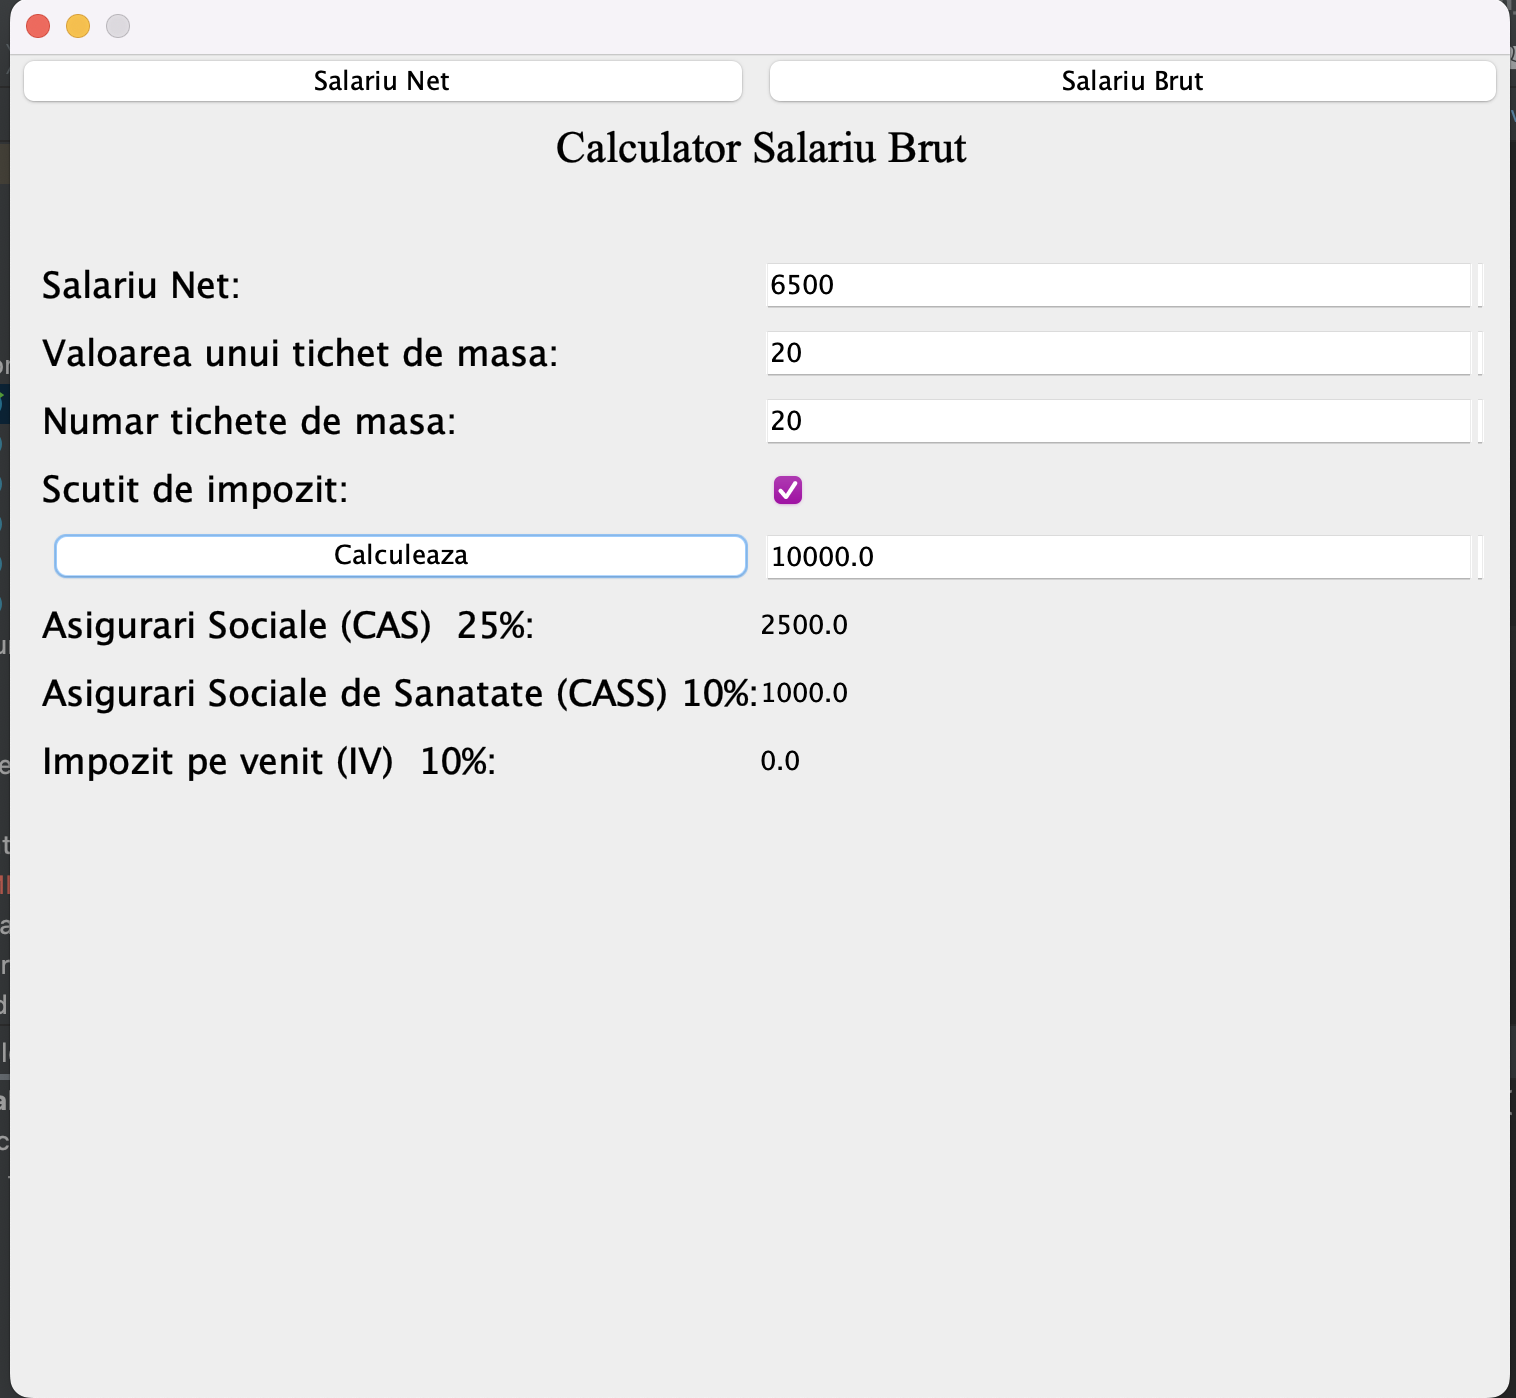 Salariu Net Salariu Brut
Calculator Salariu Brut
Salariu Net: 6500
Valoarea unui tichet de masa: 20
Numar tichete de masa: 20
Scutit de impozit:
Calculeaza 10000.0
Asigurari Sociale (CAS)  25%: 2500.0
Asigurari Sociale de Sanatate (CASS) 10%: 1000.0
Impozit pe venit (IV)  10%: 0.0